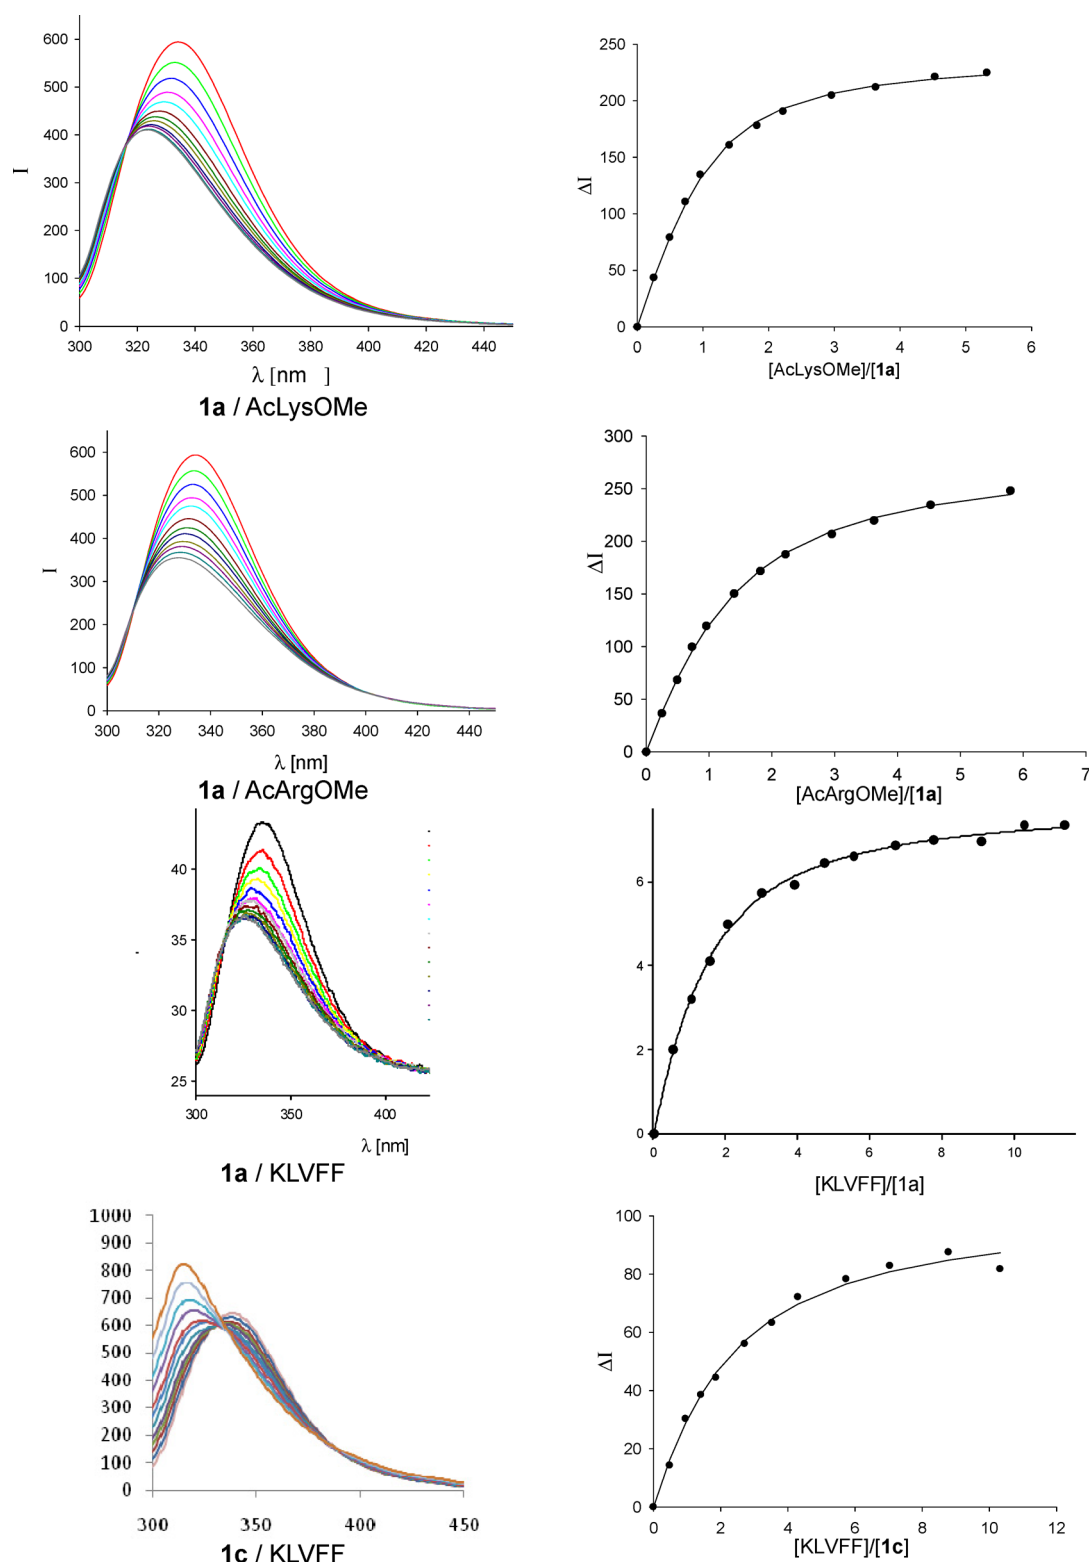 600
500
400
300
200
100
0
I
300 320 340 360 380 400 420 440
λ [nm ]
1a / AcLysOMe
250
200
150
100
50
0
ΔI
0 1 2 3 4 5 6
[AcLysOMe]/[1a]
600
500
400
300
200
100
0
I
300 320 340 360 380 400 420 440
λ [nm]
1a / AcArgOMe
300
250
200
150
100
50
0
ΔI
0 1 2 3 4 5 6 7
[AcArgOMe]/[1a]
40
35
30
25
300 350 400
λ [nm]
1a / KLVFF
6
4
2
0
0 2 4 6 8 10
[KLVFF]/[1a]
1000
900
800
700
600
500
400
300
200
100
0
300 350 400 450
1c / KLVFF
100
80
60
40
20
0
ΔI
0 2 4 6 8 10 12
[KLVFF]/[1c]